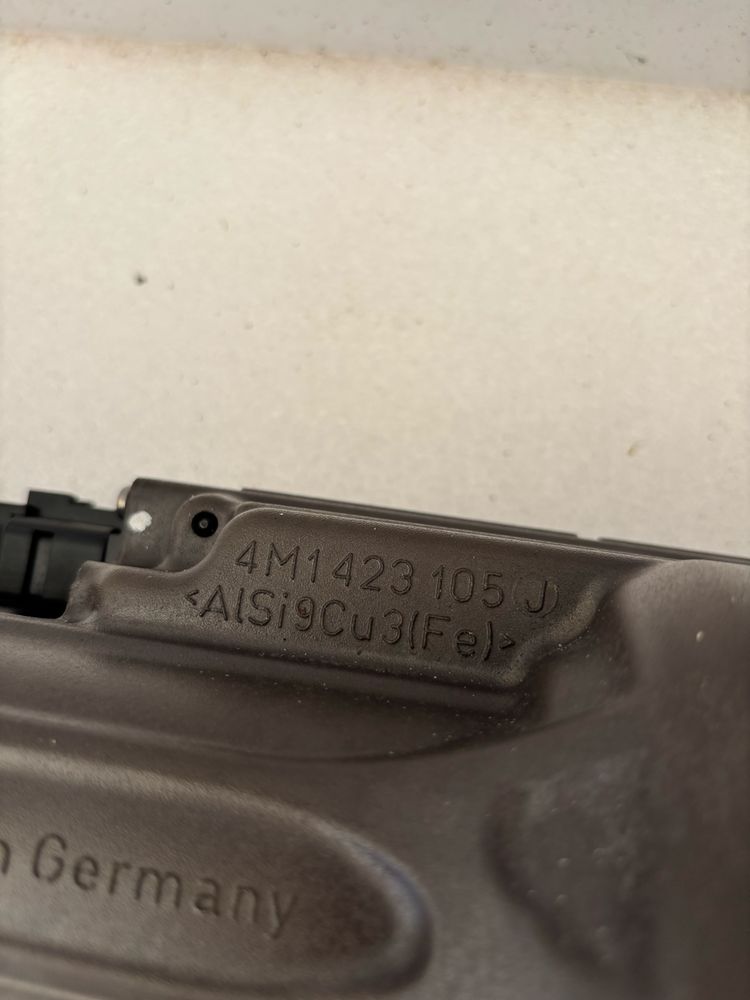 4M1 423 105 J
<AlSi9Cu3(Fe)>
Germany